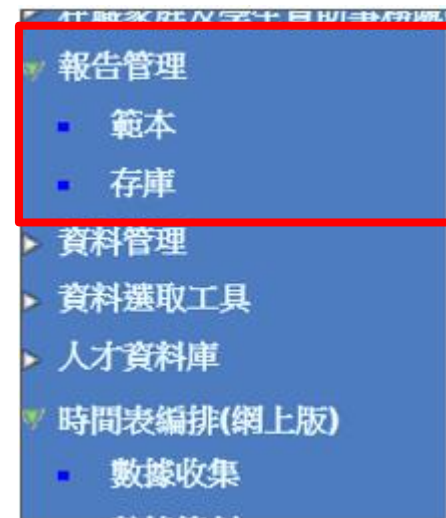 報告管理
範本
存庫
資料管理
資料選取工具
人才資料庫
時間表編排(網上版)
數據收集